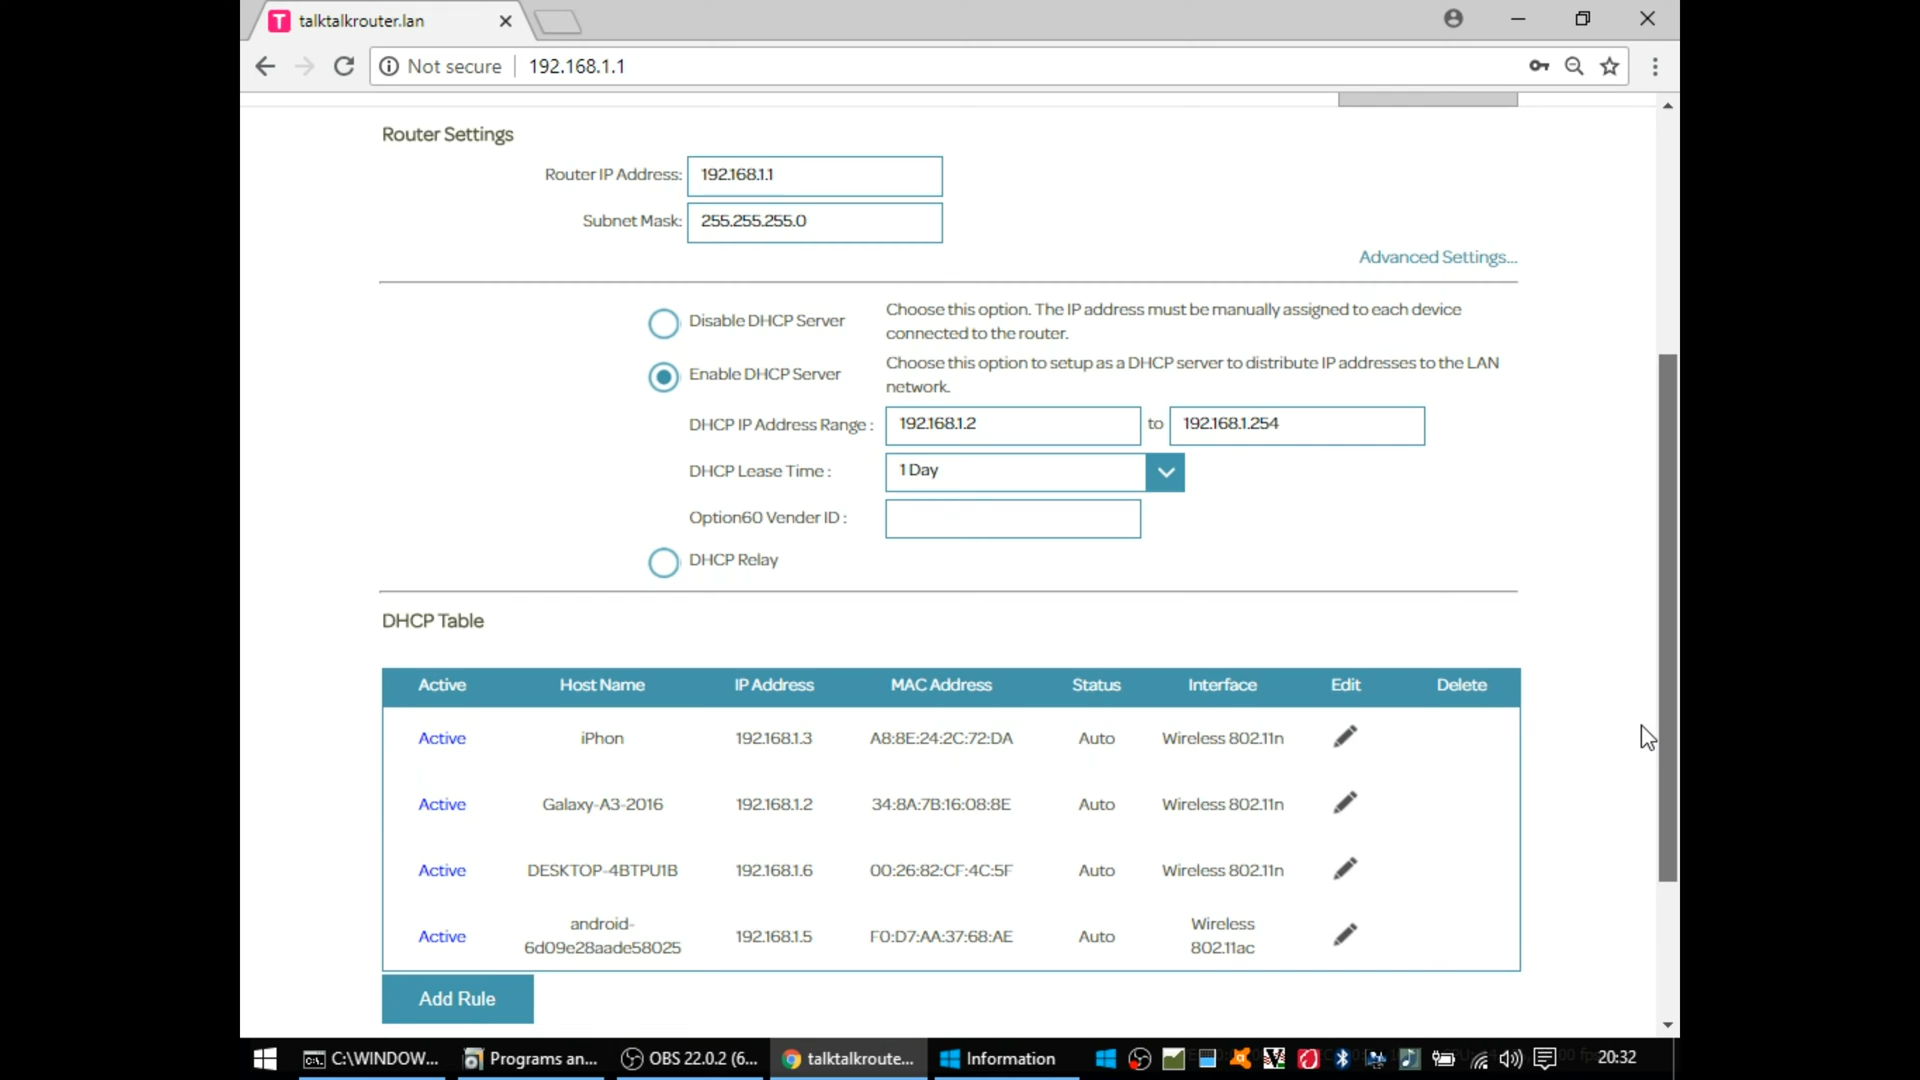 talktalkrouter.lan
Not secure
192.168.1.1
Router Settings
Router IP Address: 192.168.1.1
Subnet Mask: 255.255.255.0
Advanced Settings...
Disable DHCP Server
Choose this option. The IP address must be manually assigned to each device
connected to the router.
Enable DHCP Server
Choose this option to setup as a DHCP server to distribute IP addresses to the LAN
network.
DHCP IP Address Range : 192.168.1.2 to 192.168.1.254
DHCP Lease Time : 1 Day
Option60 Vender ID :
DHCP Relay
DHCP Table
Active Host Name IP Address MAC Address Status Interface Edit Delete
Active iPhon 192.168.1.3 A8:8E:24:2C:72:DA Auto Wireless 802.11n
Active Galaxy-A3-2016 192.168.1.2 34:8A:7B:16:08:8E Auto Wireless 802.11n
Active DESKTOP-4BTPU1B 192.168.1.6 00:26:82:CF:4C:5F Auto Wireless 802.11n
Active android-
6d09e28aade58025 192.168.1.5 F0:D7:AA:37:68:AE Auto Wireless
802.11ac
Add Rule
C:\WINDOW... Programs an... OBS 22.0.2 (6... talktalkroute... Information 20:32